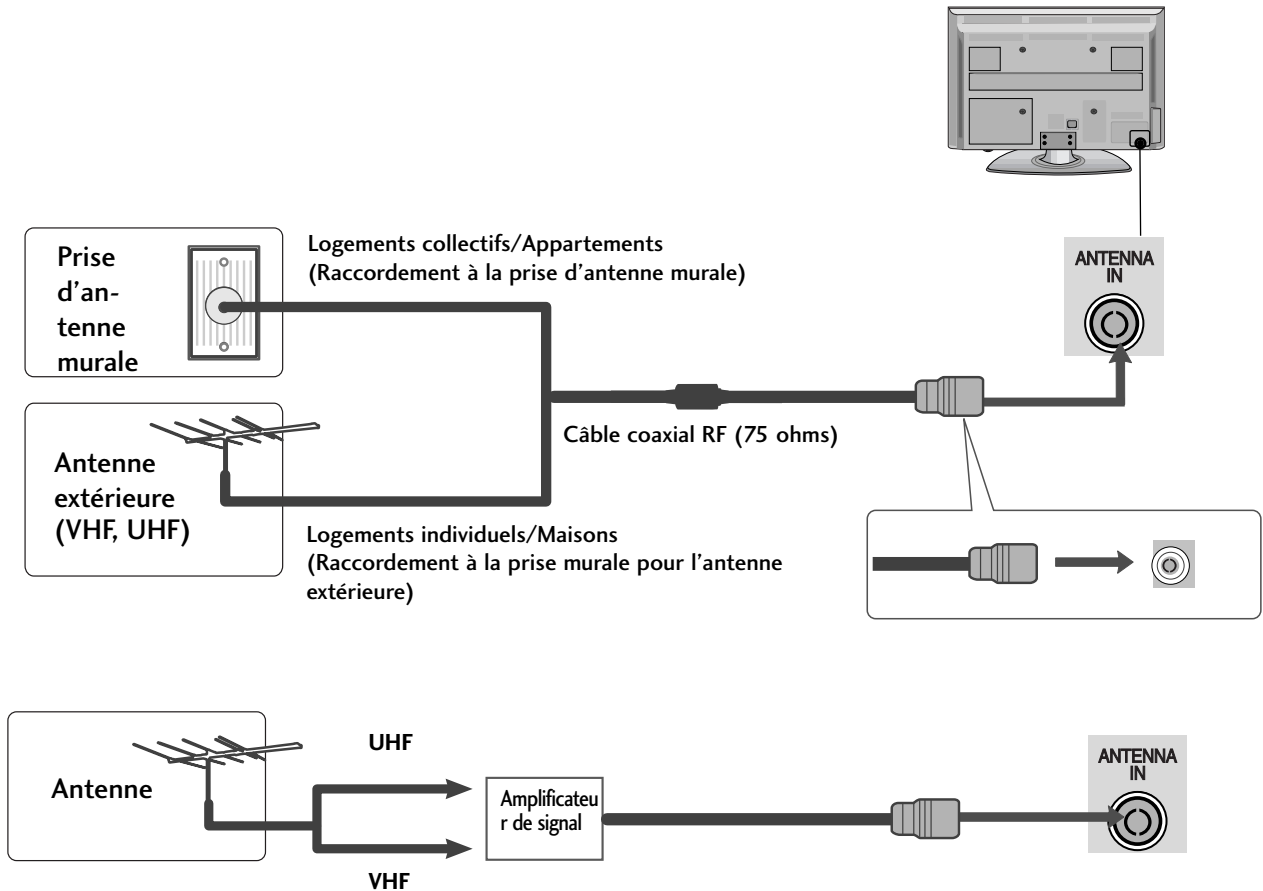 ANTENNA
IN
Prise
d’an-
tenne
murale
Logements collectifs/Appartements
(Raccordement à la prise d’antenne murale)
Antenne
extérieure
(VHF, UHF)
Câble coaxial RF (75 ohms)
Logements individuels/Maisons
(Raccordement à la prise murale pour l’antenne
extérieure)
Antenne
UHF
VHF
Amplificateu
r de signal
ANTENNA
IN